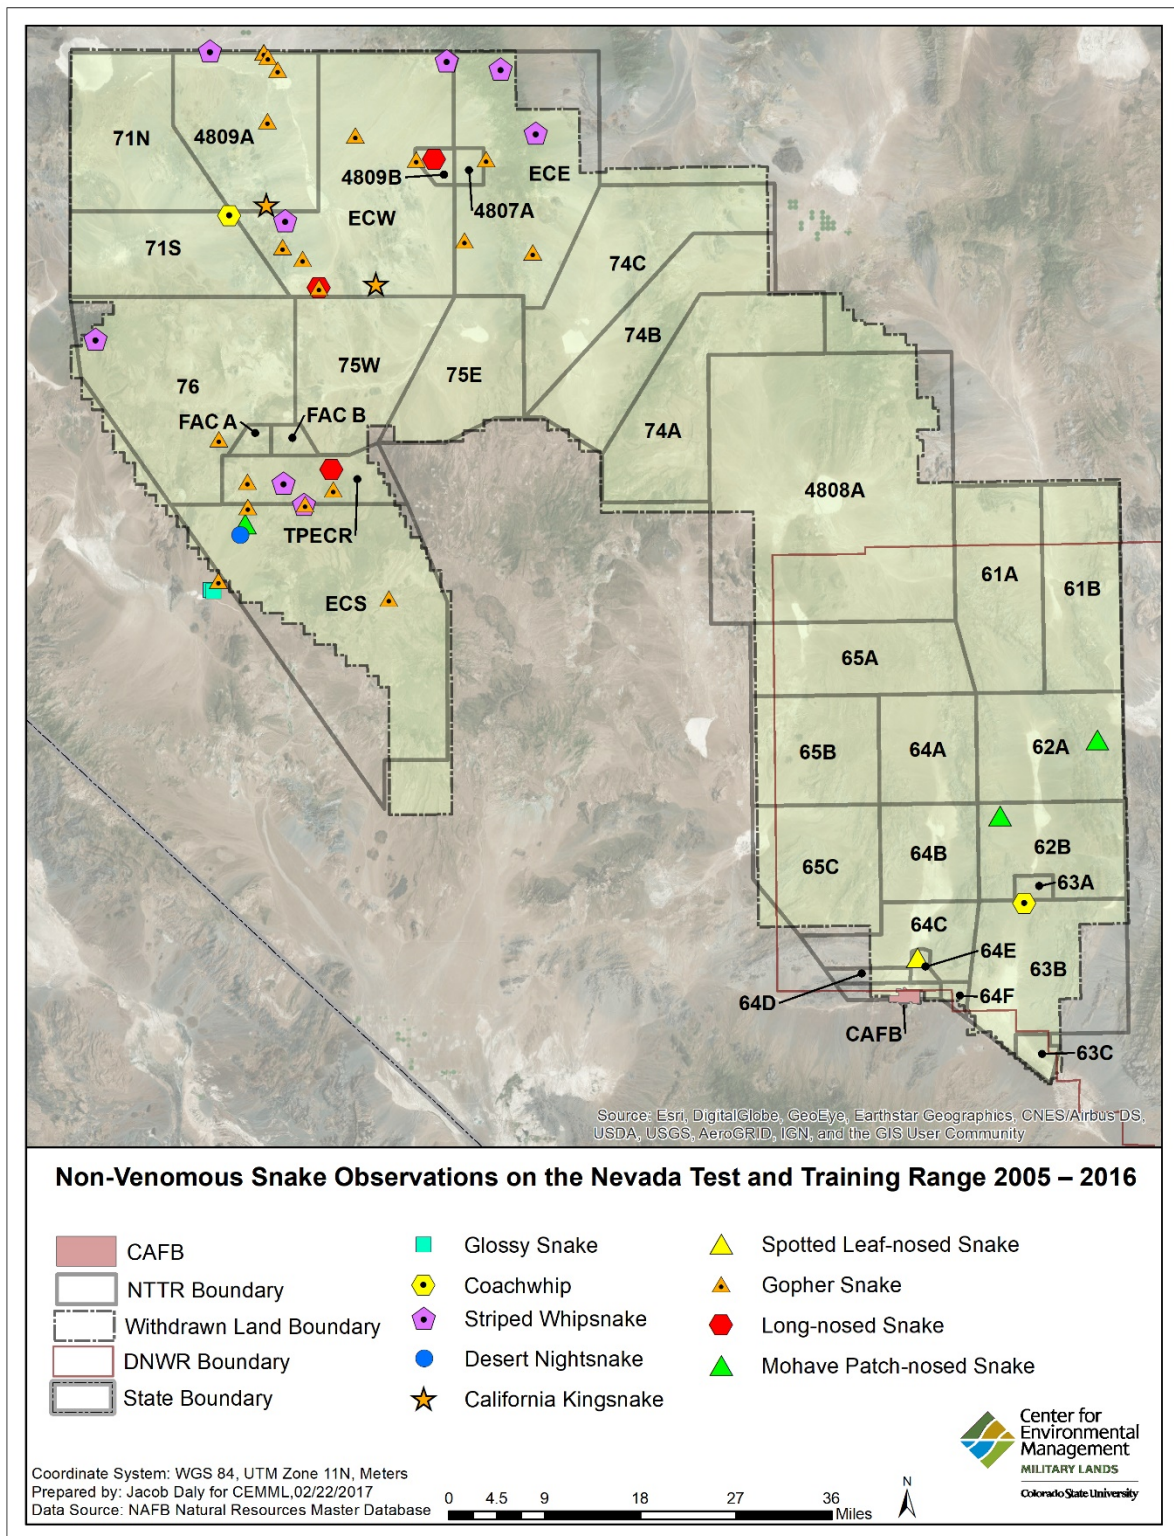 71N
4809A
4809B
ECE
4807A
ECW
71S
74C
74B
75W
75E
76
FAC A
FAC B
74A
4808A
TPECR
61A
61B
ECS
65A
65B
64A
62A
65C
64B
62B
63A
64C
64E
63B
64D
64F
CAFB
63C
Source: Esri, DigitalGlobe, GeoEye, Earthstar Geographics, CNES/Airbus DS,
USDA, USGS, AeroGRID, IGN, and the GIS User Community
Non-Venomous Snake Observations on the Nevada Test and Training Range 2005 – 2016
CAFB
NTTR Boundary
Withdrawn Land Boundary
DNWR Boundary
State Boundary
Glossy Snake
Coachwhip
Striped Whipsnake
Desert Nightsnake
California Kingsnake
Spotted Leaf-nosed Snake
Gopher Snake
Long-nosed Snake
Mohave Patch-nosed Snake
Center for
Environmental
Management
MILITARY LANDS
Colorado State University
Coordinate System: WGS 84, UTM Zone 11N, Meters
Prepared by: Jacob Daly for CEMML,02/22/2017
Data Source: NAFB Natural Resources Master Database
0 4.5 9 18 27 36
Miles
N